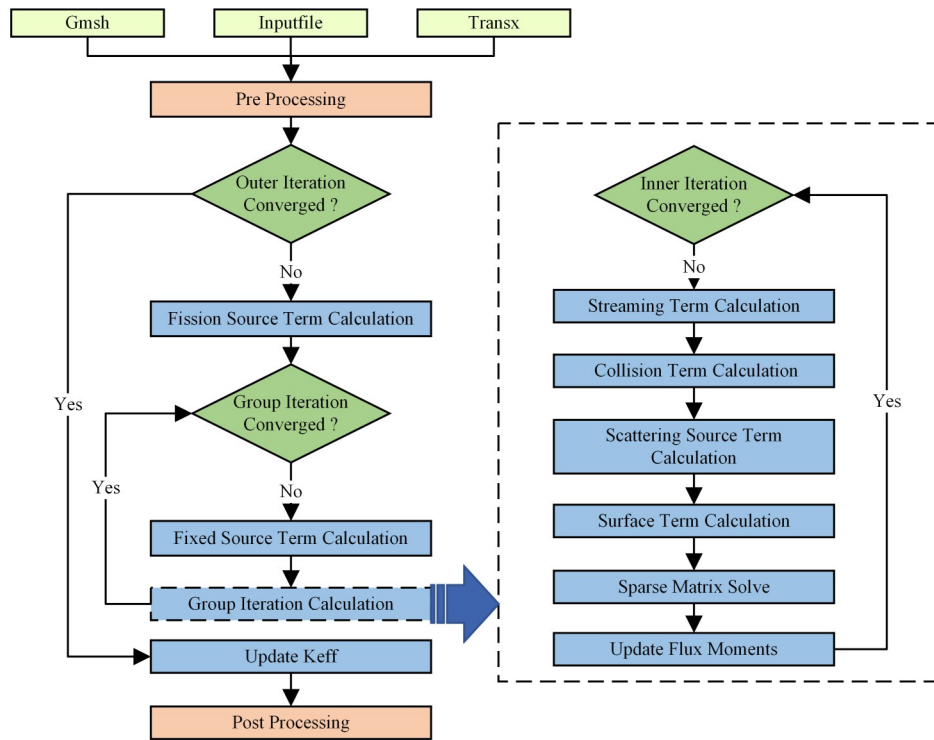 Gmsh
Inputfile
Transx
Pre Processing
Outer Iteration
Converged ?
No
Fission Source Term Calculation
Group Iteration
Converged ?
Yes
Yes
No
Fixed Source Term Calculation
Group Iteration Calculation
Update Keff
Post Processing
Inner Iteration
Converged ?
No
Streaming Term Calculation
Collision Term Calculation
Yes
Scattering Source Term
Calculation
Surface Term Calculation
Sparse Matrix Solve
Update Flux Moments